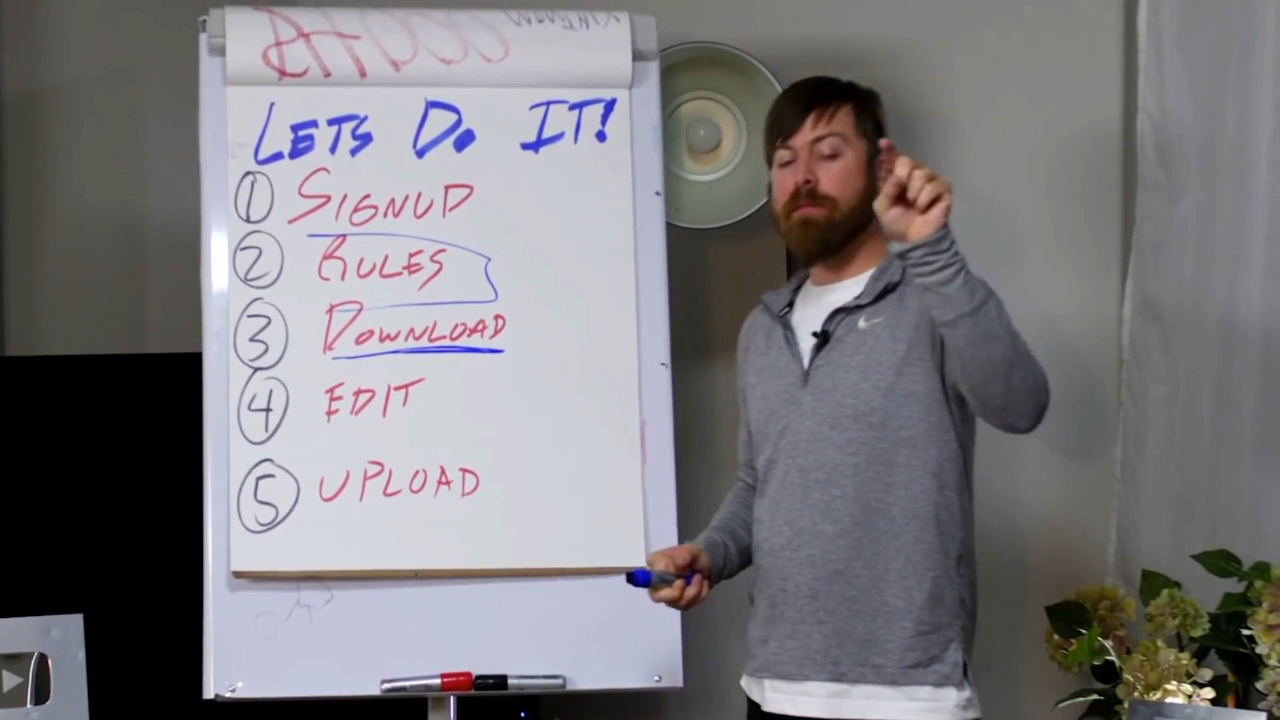 LETS DO IT!
1 SIGNUP
2 RULES
3 DOWNLOAD
4 EDIT
5 UPLOAD